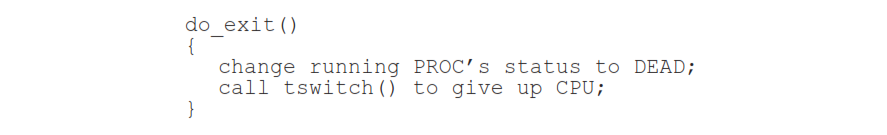 do_exit()
{
change running PROC’s status to DEAD;
call tswitch() to give up CPU;
}